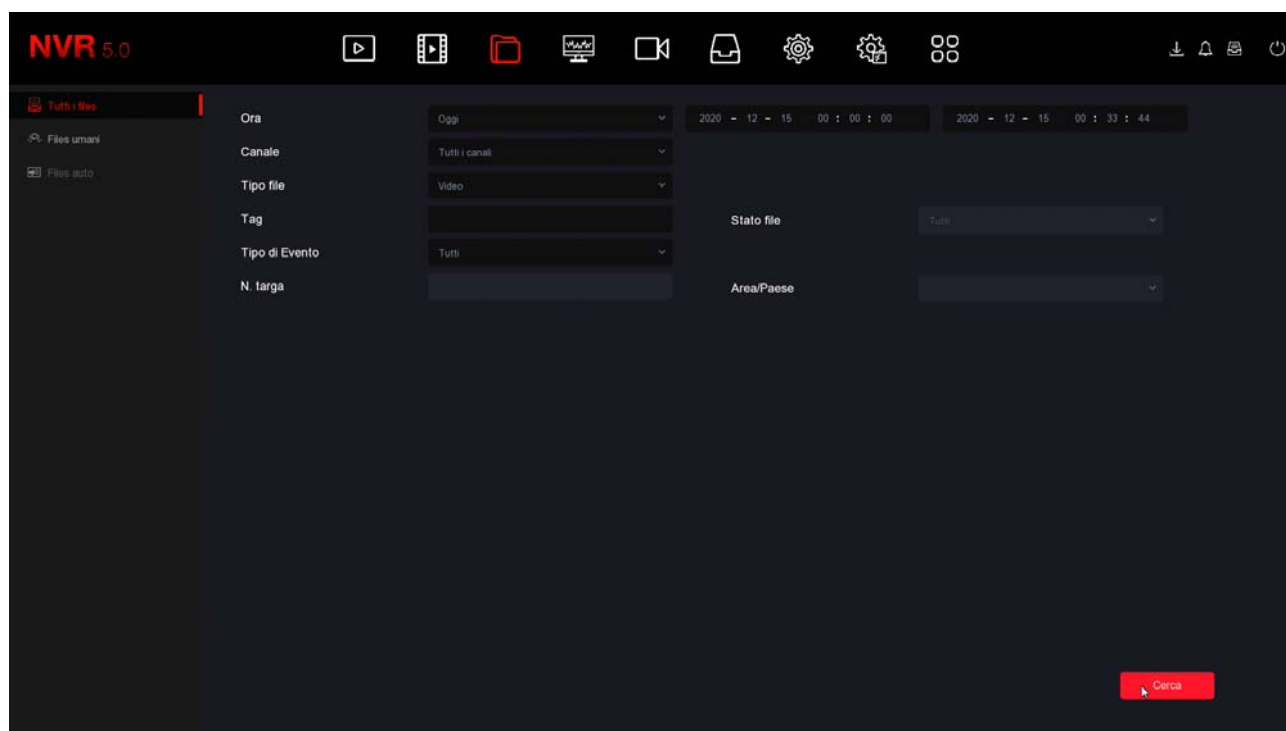 NVR 5.0
Tutti i files
Files umani
Files auto
Ora Oggi 2020 - 12 - 15 00 : 00 : 00 2020 - 12 - 15 00 : 33 : 44
Canale Tutti i canali
Tipo file Video
Tag Stato file Tutti
Tipo di Evento Tutti
N. targa Area/Paese
Cerca